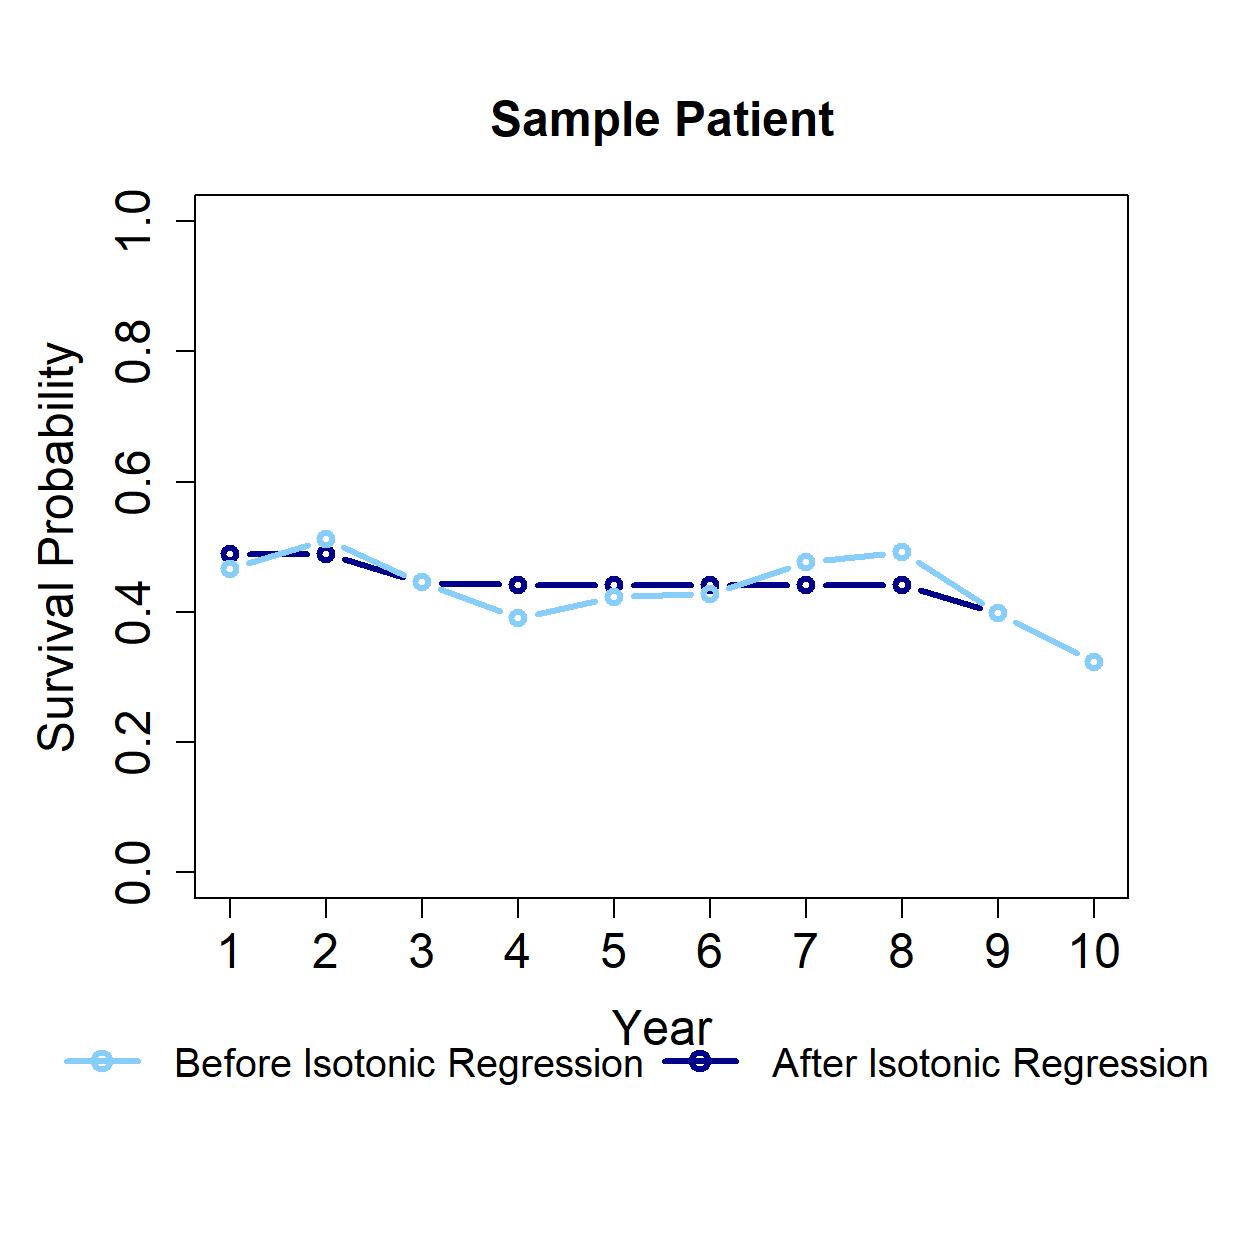 Sample Patient
Survival Probability
1.0
0.8
0.6
0.4
0.2
0.0
1 2 3 4 5 6 7 8 9 10
Year
Before Isotonic Regression After Isotonic Regression